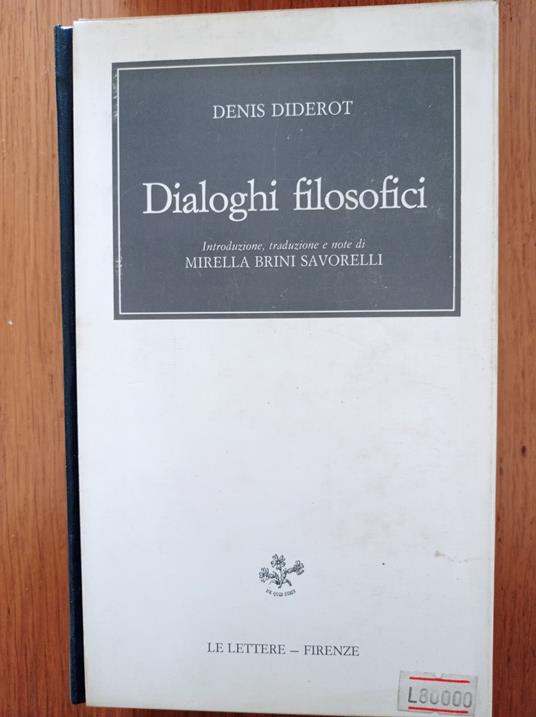 DENIS DIDEROT
Dialoghi filosofici
Introduzione, traduzione e note di
MIRELLA BRINI SAVORELLI
LE LETTERE – FIRENZE
L80000